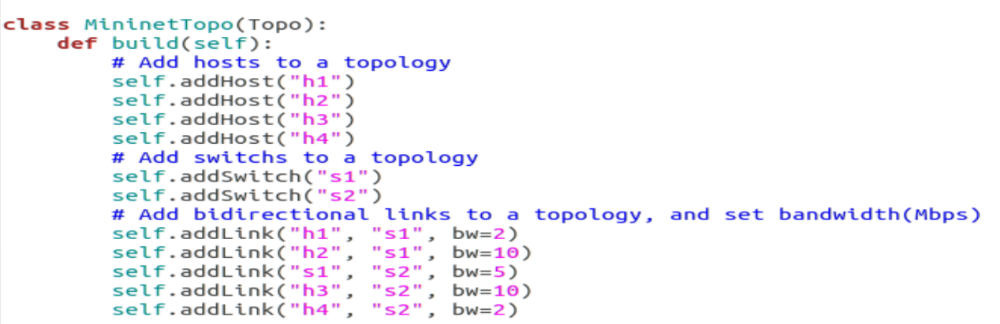 class MininetTopo(Topo):
    def build(self):
        # Add hosts to a topology
        self.addHost("h1")
        self.addHost("h2")
        self.addHost("h3")
        self.addHost("h4")
        # Add switchs to a topology
        self.addSwitch("s1")
        self.addSwitch("s2")
        # Add bidirectional links to a topology, and set bandwidth(Mbps)
        self.addLink("h1", "s1", bw=2)
        self.addLink("h2", "s1", bw=10)
        self.addLink("s1", "s2", bw=5)
        self.addLink("h3", "s2", bw=10)
        self.addLink("h4", "s2", bw=2)